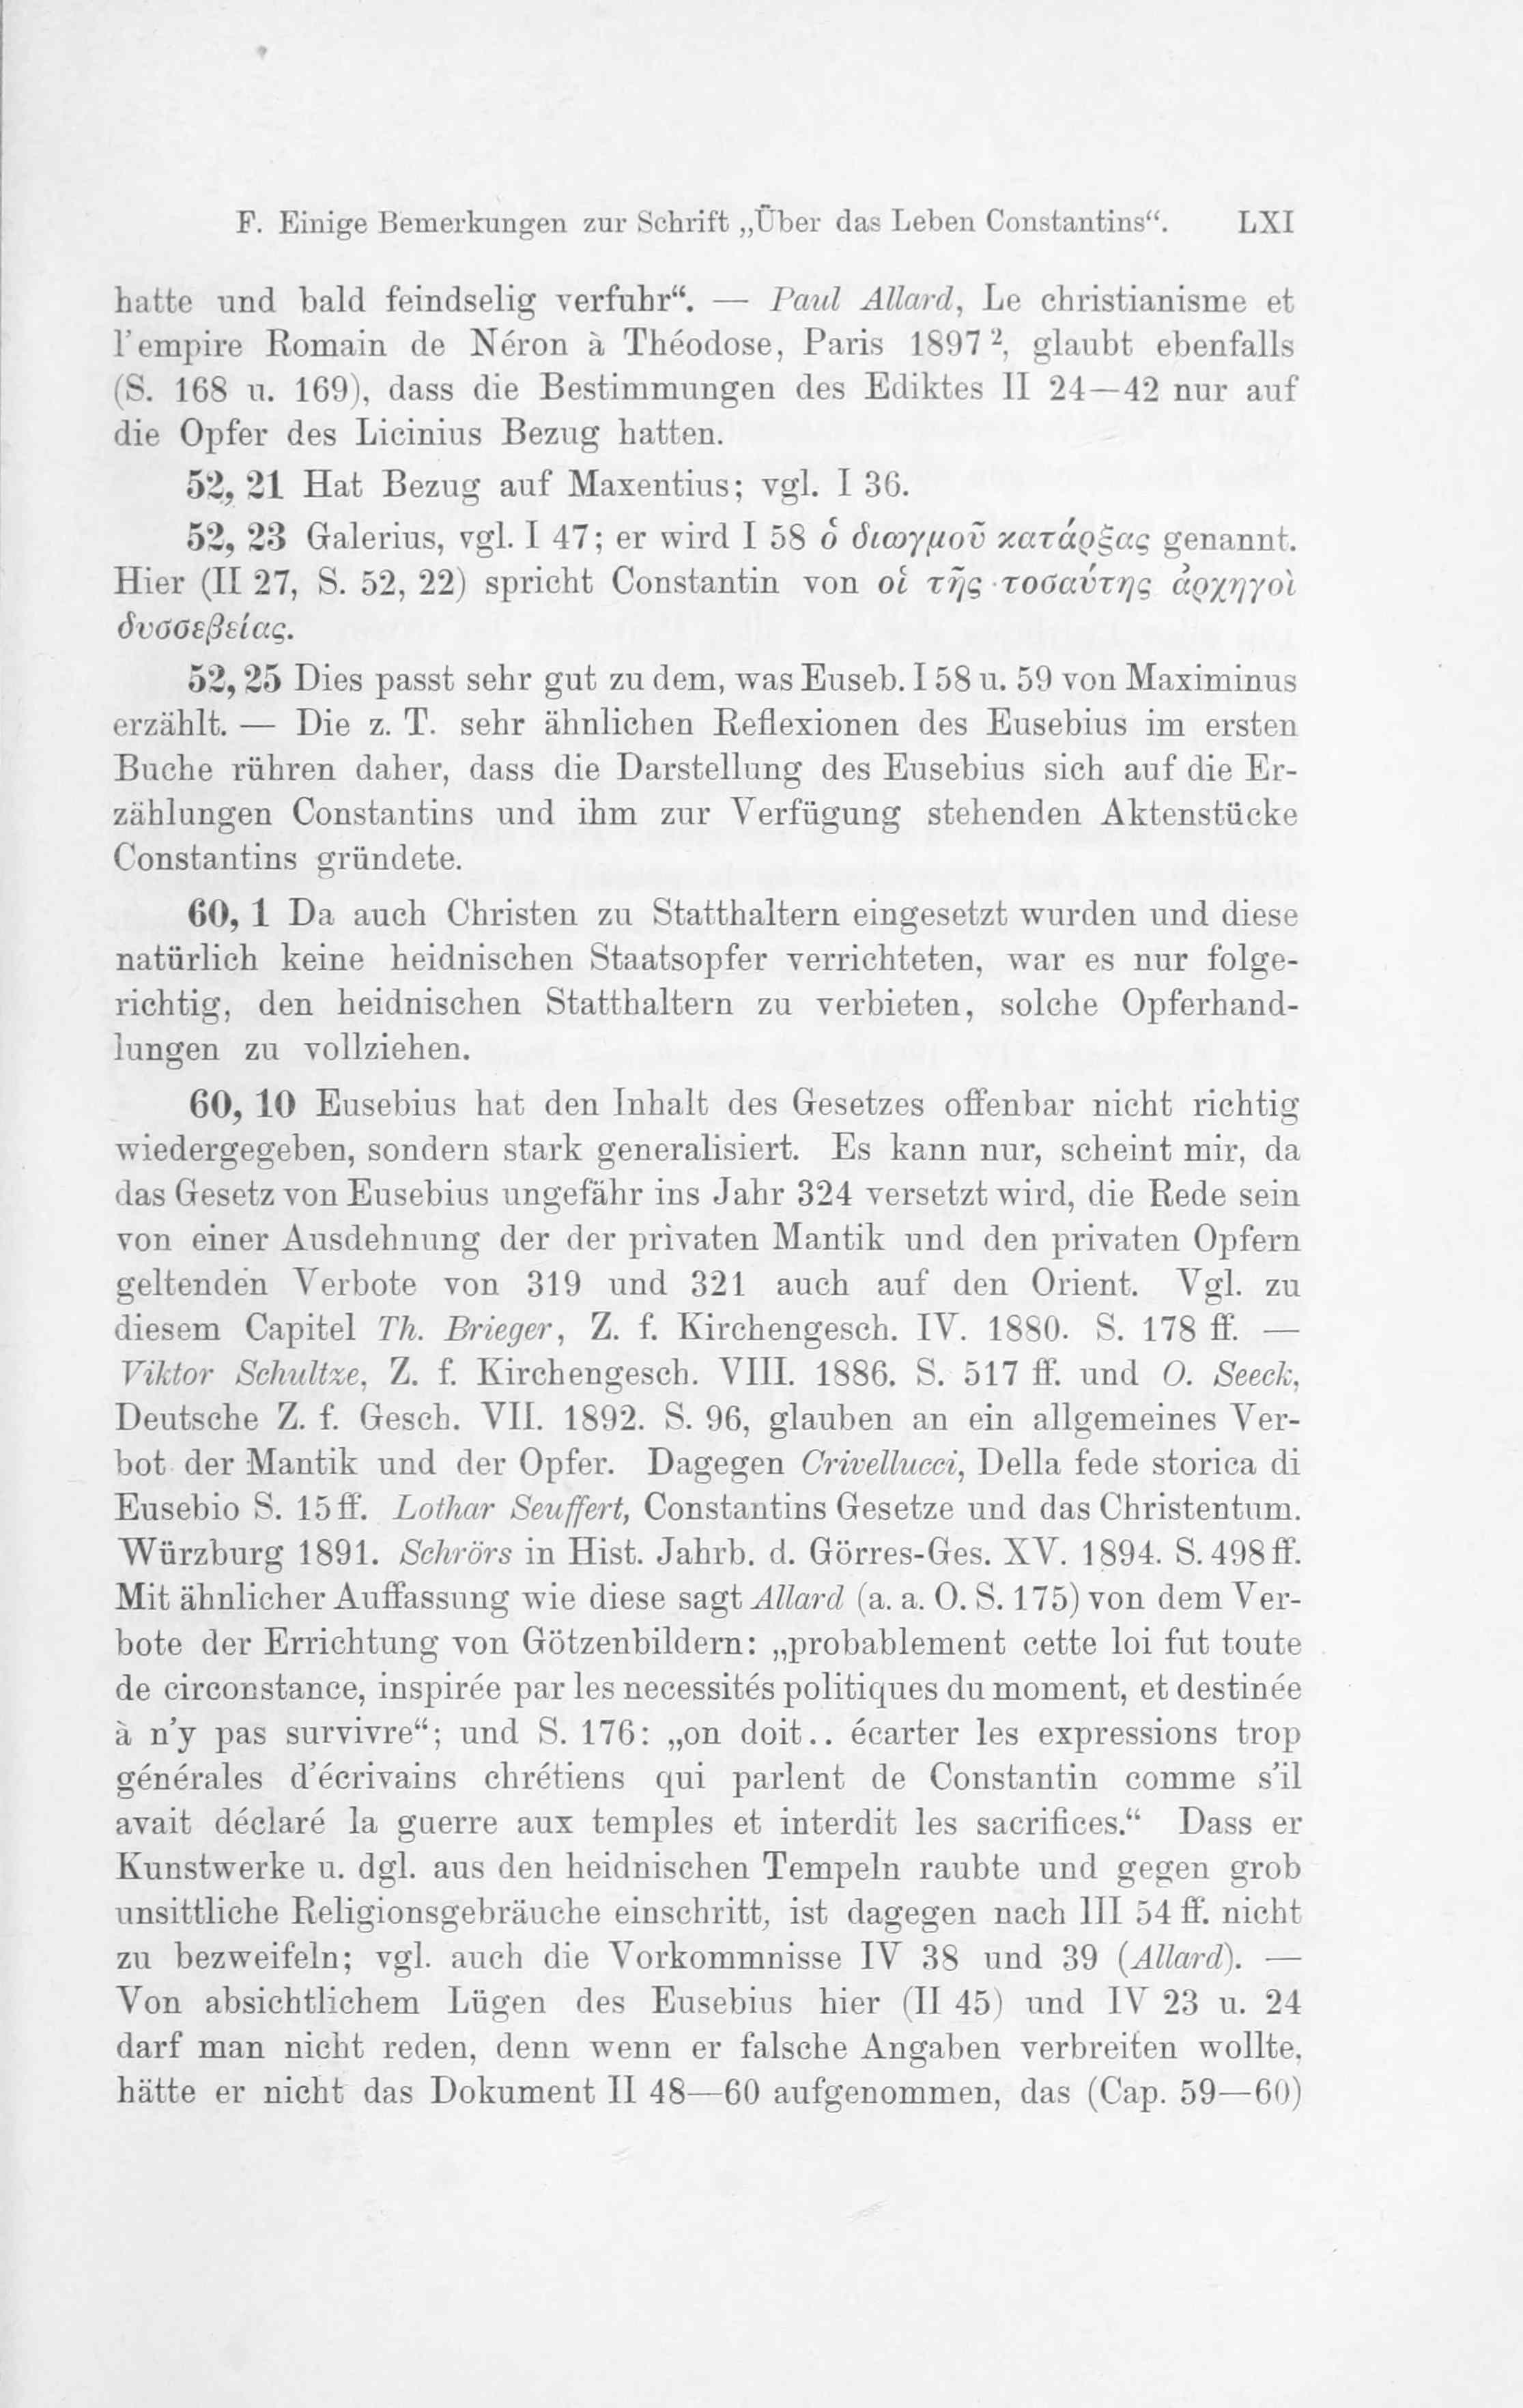 F. Einige Bemerkungen zur Schrift „Über das Leben Constantins“. LXI
hatte und bald feindselig verfuhr“. — Paul Allard, Le christianisme et
l'empire Romain de Néron à Théodose, Paris 1897 ², glaubt ebenfalls
(S. 168 u. 169), dass die Bestimmungen des Ediktes II 24—42 nur auf
die Opfer des Licinius Bezug hatten.
52, 21 Hat Bezug auf Maxentius; vgl. I 36.
52, 23 Galerius, vgl. I 47; er wird I 58 ὁ διωγμοῦ κατάρξας genannt.
Hier (II 27, S. 52, 22) spricht Constantin von οἱ τῆς τοσαύτης ἀρχηγοὶ
δυσσεβείας.
52, 25 Dies passt sehr gut zu dem, was Euseb. I 58 u. 59 von Maximinus
erzählt. — Die z. T. sehr ähnlichen Reflexionen des Eusebius im ersten
Buche rühren daher, dass die Darstellung des Eusebius sich auf die Er-
zählungen Constantins und ihm zur Verfügung stehenden Aktenstücke
Constantins gründete.
60, 1 Da auch Christen zu Statthaltern eingesetzt wurden und diese
natürlich keine heidnischen Staatsopfer verrichteten, war es nur folge-
richtig, den heidnischen Statthaltern zu verbieten, solche Opferhand-
lungen zu vollziehen.
60, 10 Eusebius hat den Inhalt des Gesetzes offenbar nicht richtig
wiedergegeben, sondern stark generalisiert. Es kann nur, scheint mir, da
das Gesetz von Eusebius ungefähr ins Jahr 324 versetzt wird, die Rede sein
von einer Ausdehnung der der privaten Mantik und den privaten Opfern
geltenden Verbote von 319 und 321 auch auf den Orient. Vgl. zu
diesem Capitel Th. Brieger, Z. f. Kirchengesch. IV. 1880. S. 178 ff. —
Viktor Schultze, Z. f. Kirchengesch. VIII. 1886. S. 517 ff. und O. Seeck,
Deutsche Z. f. Gesch. VII. 1892. S. 96, glauben an ein allgemeines Ver-
bot der Mantik und der Opfer. Dagegen Crivellucci, Della fede storica di
Eusebio S. 15 ff. Lothar Seuffert, Constantins Gesetze und das Christentum.
Würzburg 1891. Schrörs in Hist. Jahrb. d. Görres-Ges. XV. 1894. S. 498 ff.
Mit ähnlicher Auffassung wie diese sagt Allard (a. a. O. S. 175) von dem Ver-
bote der Errichtung von Götzenbildern: „probablement cette loi fut toute
de circonstance, inspirée par les necessités politiques du moment, et destinée
à n'y pas survivre“; und S. 176: „on doit.. écarter les expressions trop
générales d'écrivains chrétiens qui parlent de Constantin comme s'il
avait déclaré la guerre aux temples et interdit les sacrifices.“ Dass er
Kunstwerke u. dgl. aus den heidnischen Tempeln raubte und gegen grob
unsittliche Religionsgebräuche einschritt, ist dagegen nach III 54 ff. nicht
zu bezweifeln; vgl. auch die Vorkommnisse IV 38 und 39 (Allard). —
Von absichtlichem Lügen des Eusebius hier (II 45) und IV 23 u. 24
darf man nicht reden, denn wenn er falsche Angaben verbreiten wollte,
hätte er nicht das Dokument II 48—60 aufgenommen, das (Cap. 59—60)